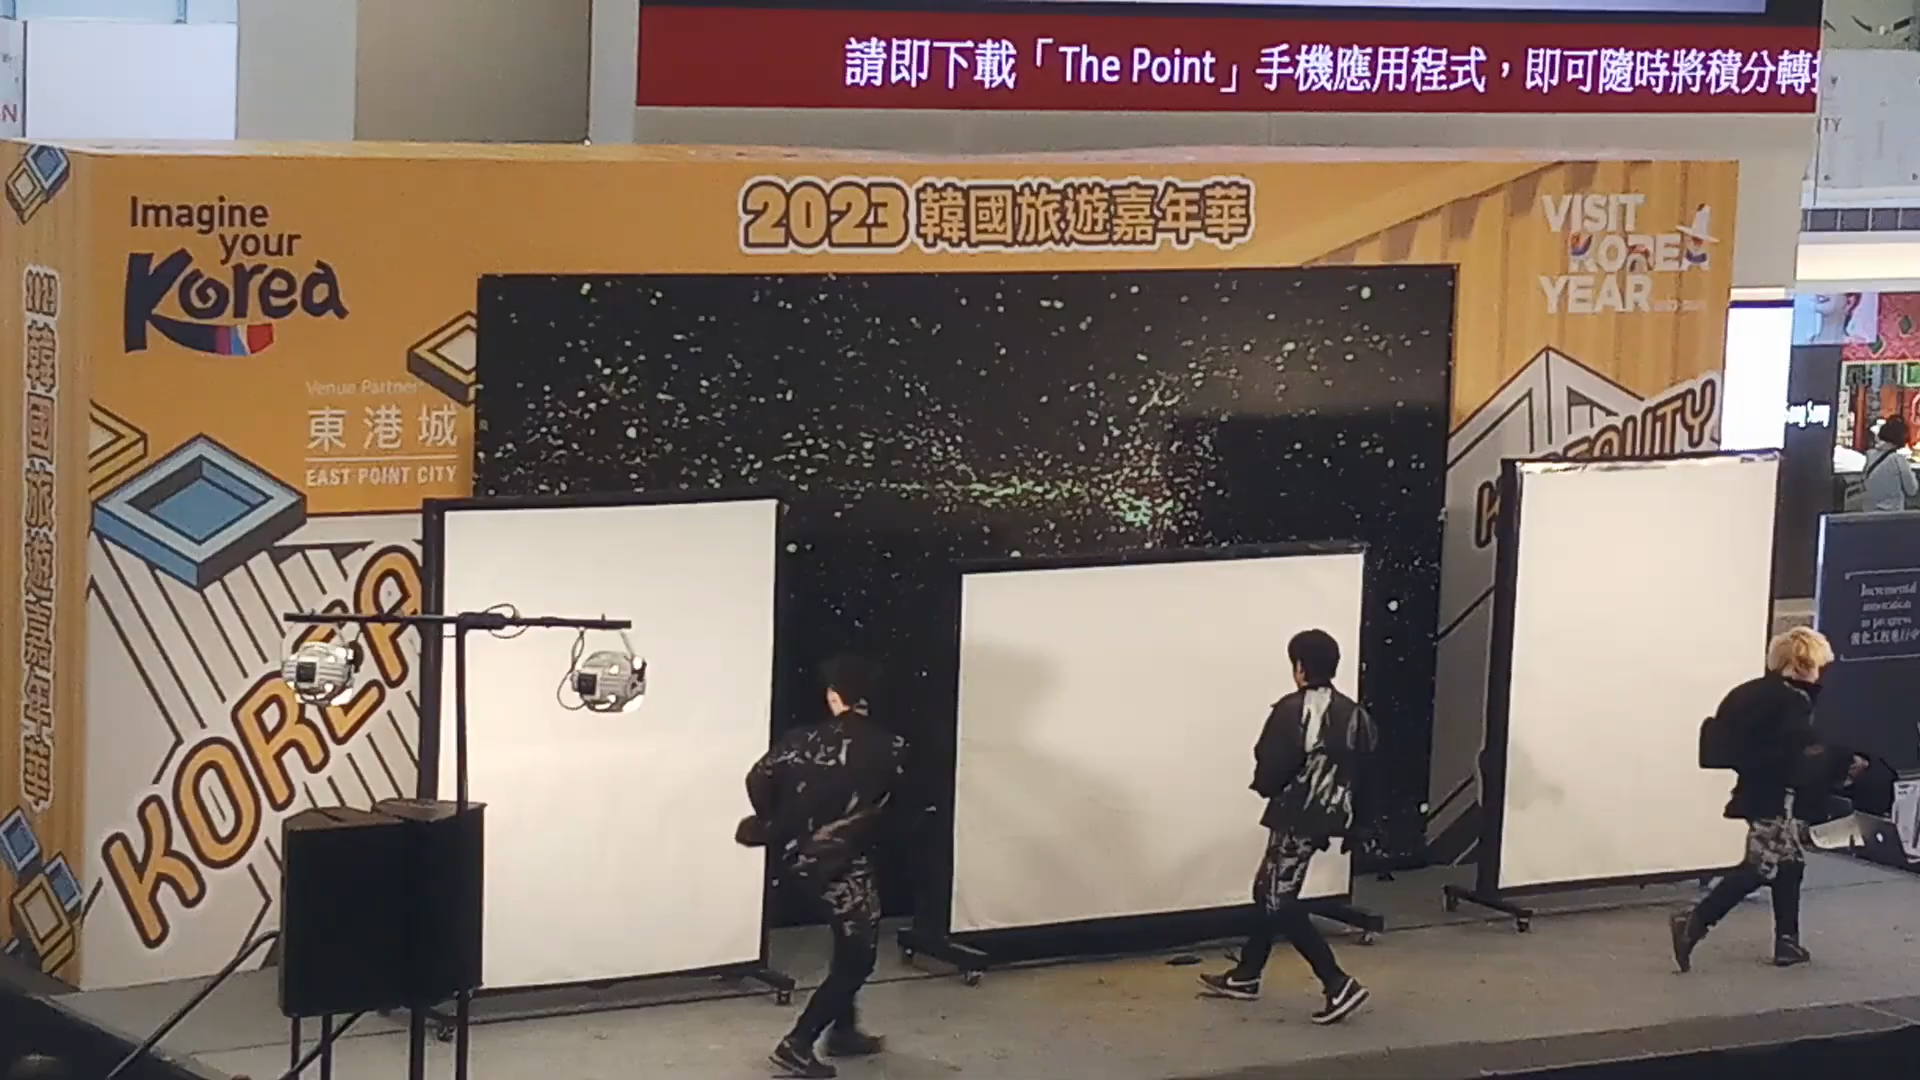 請即下載「The Point」手機應用程式，即可隨時將積分轉
2023韓國旅遊嘉年華
Imagine
your
Korea
VISIT
KOREA
YEAR
Venue Partner
東港城
EAST POINT CITY
2023韓國旅遊嘉年華
KOREA
K-BEAUTY
Incremental